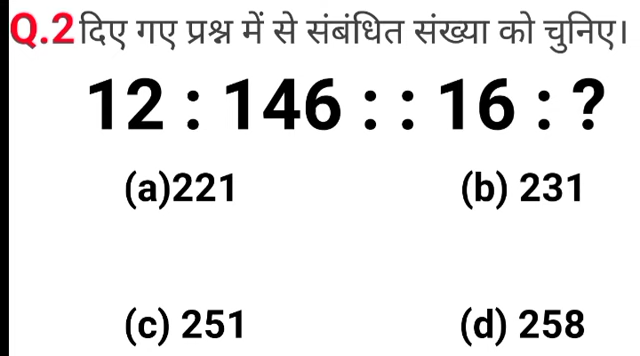 Q.2 दिए गए प्रश्न में से संबंधित संख्या को चुनिए।
12 : 146 : : 16 : ?
(a)221 (b) 231
(c) 251 (d) 258